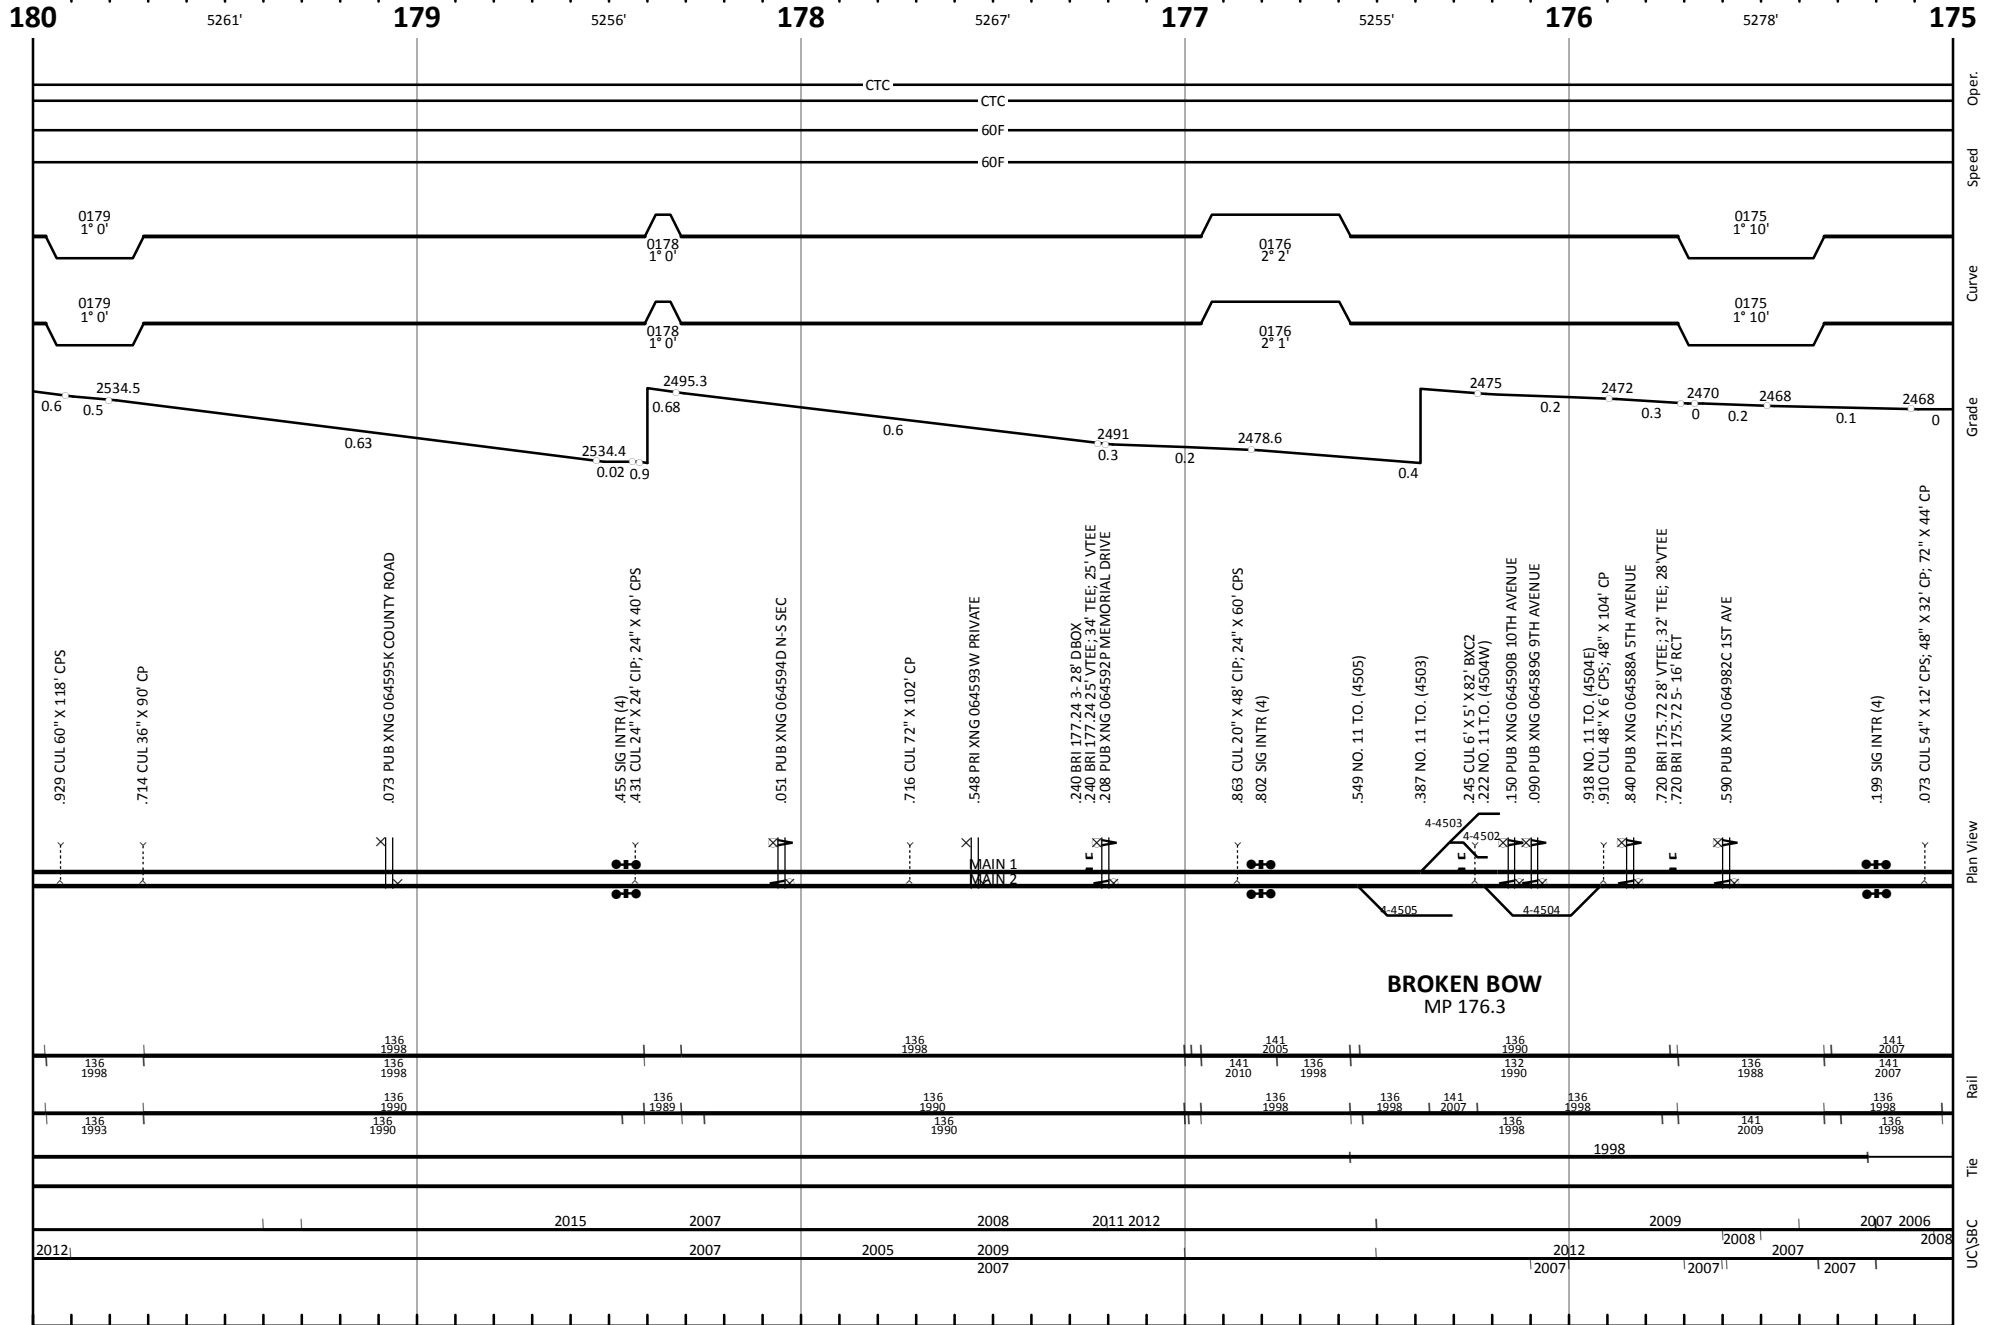 180 5261' 179 5256' 178 5267' 177 5255' 176 5278' 175
CTC
CTC
Oper.
60F
60F
Speed
0179
1° 0'
0178
1° 0'
0176
2° 2'
0175
1° 10'
0179
1° 0'
0178
1° 0'
0176
2° 1'
0175
1° 10'
Curve
2534.5 2534.4 2495.3 2491 2478.6 2475 2472 2470 2468 2468
0.6 0.5 0.63 0.02 0.9 0.68 0.6 0.3 0.2 0.4 0.2 0.3 0 0.2 0.1 0
Grade
.929 CUL 60" X 118' CPS
.714 CUL 36" X 90' CP
.073 PUB XNG 064595K COUNTY ROAD
.455 SIG INTR (4)
.431 CUL 24" X 24' CIP; 24" X 40' CPS
.051 PUB XNG 064594D N-S SEC
.716 CUL 72" X 102' CP
.548 PRI XNG 064593W PRIVATE
.240 BRI 177.24 3- 28' DBOX
.240 BRI 177.24 25' VTEE; 34' TEE; 25' VTEE
.208 PUB XNG 064592P MEMORIAL DRIVE
.863 CUL 20" X 48' CIP; 24" X 60' CPS
.802 SIG INTR (4)
.549 NO. 11 T.O. (4505)
.387 NO. 11 T.O. (4503)
.245 CUL 6' X 5' X 82' BXC2
.222 NO. 11 T.O. (4504W)
.150 PUB XNG 064590B 10TH AVENUE
.090 PUB XNG 064589G 9TH AVENUE
.918 NO. 11 T.O. (4504E)
.910 CUL 48" X 6' CPS; 48" X 104' CP
.840 PUB XNG 064588A 5TH AVENUE
.720 BRI 175.72 28' VTEE; 32' TEE; 28'VTEE
.720 BRI 175.72 5- 16' RCT
.590 PUB XNG 064982C 1ST AVE
.199 SIG INTR (4)
.073 CUL 54" X 12' CPS; 48" X 32' CP; 72" X 44' CP
4-4503
4-4502
MAIN 1
MAIN 2
4-4505 4-4504
Plan View
BROKEN BOW
MP 176.3
136 136 141 136 141
1998 1998 2005 1990 2007
136 136 141 136 132 136 141
1998 1998 2010 1998 1990 1988 2007
136 136 136 136 136 141 136 136
1990 1989 1990 1998 1998 2007 1998 1998
136 136 136 136 141 136
1993 1990 1990 1998 2009 1998
Rail
1998
Tie
2015 2007 2008 2011 2012 2009 2007 2006
2008 2008
2012 2007 2005 2009 2012 2007
2007 2007 2007 2007
UC\SBC